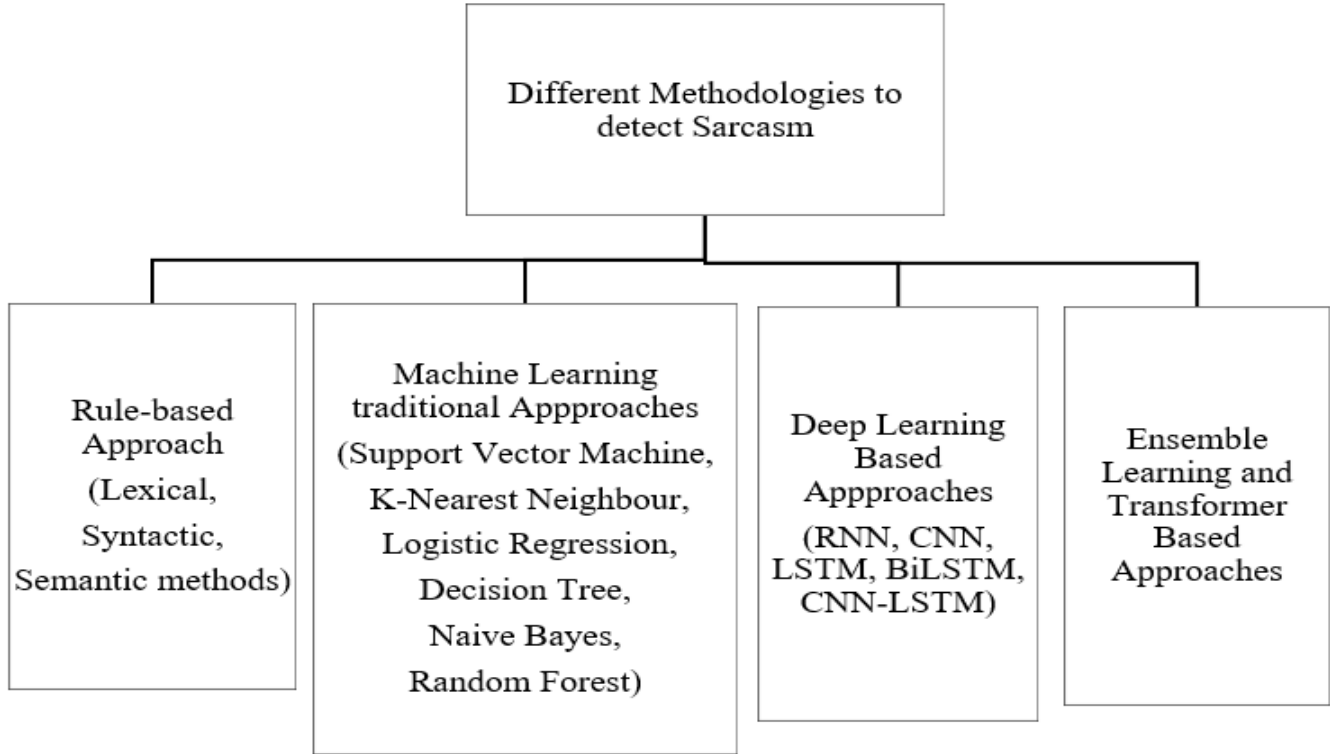 Different Methodologies to
detect Sarcasm
Rule-based
Approach
(Lexical,
Syntactic,
Semantic methods)
Machine Learning
traditional Appproaches
(Support Vector Machine,
K-Nearest Neighbour,
Logistic Regression,
Decision Tree,
Naive Bayes,
Random Forest)
Deep Learning
Based
Appproaches
(RNN, CNN,
LSTM, BiLSTM,
CNN-LSTM)
Ensemble
Learning and
Transformer
Based
Approaches